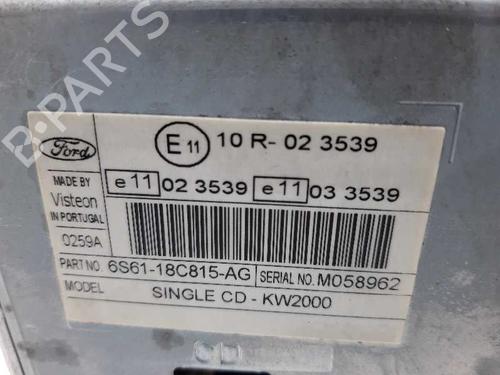 B-PARTS
Ford
E11 10 R- 02 3539
MADE BY
Visteon
IN PORTUGAL
e11 02 3539 e11 03 3539
0259A
PART NO. 6S61-18C815-AG SERIAL NO. M058962
MODEL SINGLE CD - KW2000